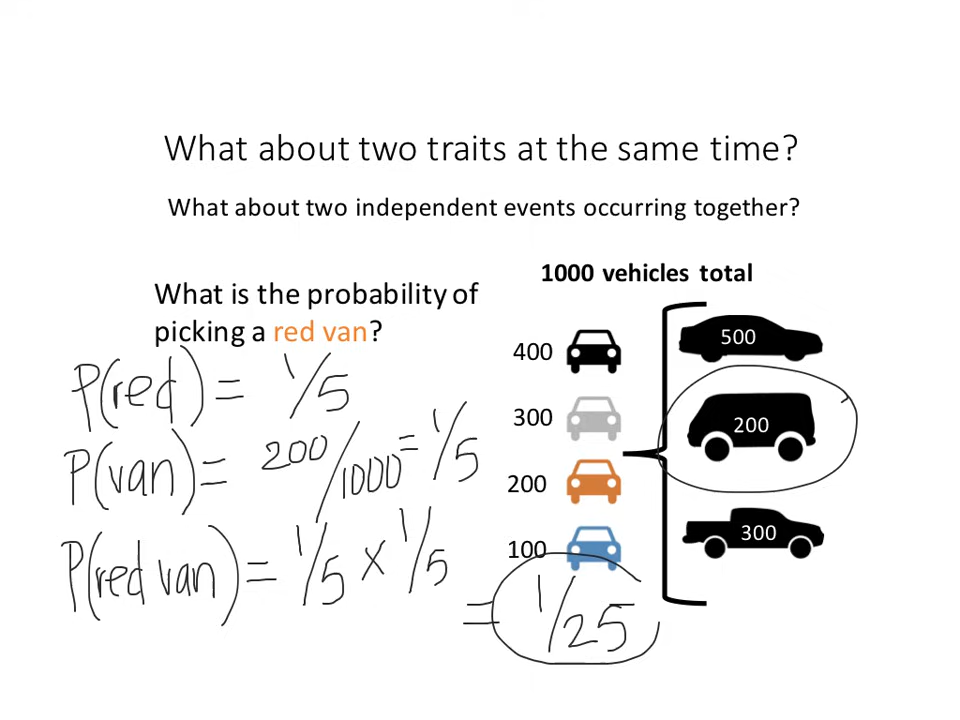 What about two traits at the same time?
What about two independent events occurring together?
1000 vehicles total
What is the probability of
picking a red van?
P(red) = 1/5
P(van) = 200/1000 = 1/5
P(red van) = 1/5 x 1/5
= 1/25
400
300
200
100
500
200
300